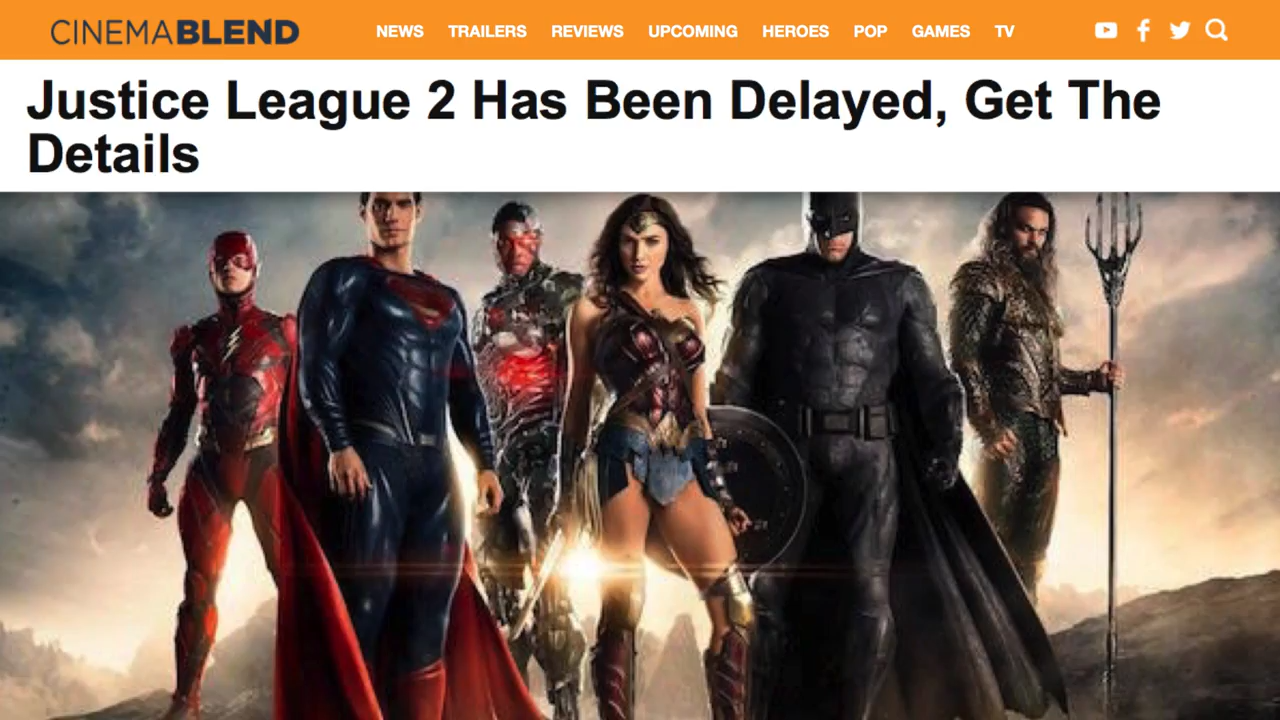 CINEMABLEND
NEWS TRAILERS REVIEWS UPCOMING HEROES POP GAMES TV
Justice League 2 Has Been Delayed, Get The
Details